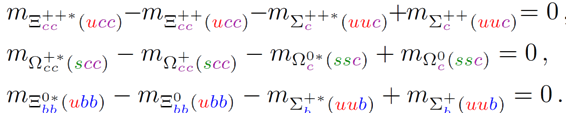 m_{Ξ_{cc}^{++*}(ucc)} − m_{Ξ_{cc}^{++}(ucc)} − m_{Σ_c^{++*}(uuc)} + m_{Σ_c^{++}(uuc)} = 0 ,
m_{Ω_{cc}^{+*}(scc)} − m_{Ω_{cc}^{+}(scc)} − m_{Ω_c^{0*}(ssc)} + m_{Ω_c^{0}(ssc)} = 0 ,
m_{Ξ_{bb}^{0*}(ubb)} − m_{Ξ_{bb}^{0}(ubb)} − m_{Σ_b^{+*}(uub)} + m_{Σ_b^{+}(uub)} = 0 .